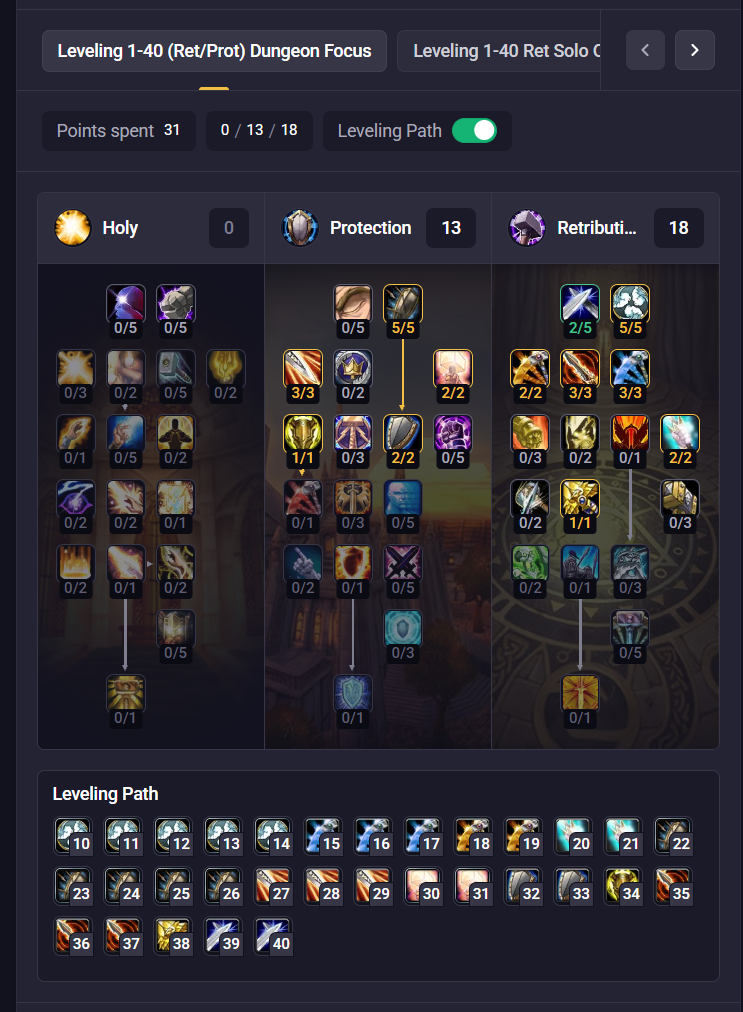 Leveling 1-40 (Ret/Prot) Dungeon Focus Leveling 1-40 Ret Solo
Points spent 31 0 / 13 / 18 Leveling Path
Holy 0 Protection 13 Retributi... 18
0/5 0/5 0/5 5/5 2/5 5/5
0/3 0/2 0/5 0/2 3/3 0/2 2/2 2/2 3/3 3/3
0/1 0/5 0/2 1/1 0/3 2/2 0/5 0/3 0/2 0/1 2/2
0/2 0/2 0/1 0/1 0/3 0/5 0/2 1/1 0/3
0/2 0/1 0/2 0/2 0/1 0/5 0/2 0/1 0/3
0/5 0/3 0/5
0/1 0/1 0/1
Leveling Path
10 11 12 13 14 15 16 17 18 19 20 21 22
23 24 25 26 27 28 29 30 31 32 33 34 35
36 37 38 39 40